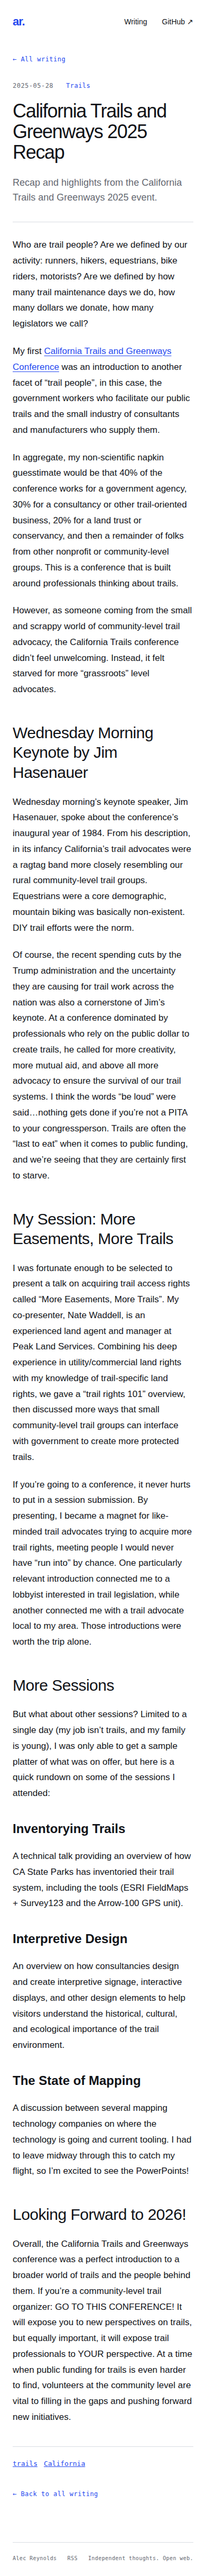 ar.
Writing GitHub ↗
← All writing
2025-05-28 Trails
California Trails and
Greenways 2025
Recap
Recap and highlights from the California
Trails and Greenways 2025 event.
Who are trail people? Are we defined by our
activity: runners, hikers, equestrians, bike
riders, motorists? Are we defined by how
many trail maintenance days we do, how
many dollars we donate, how many
legislators we call?
My first California Trails and Greenways
Conference was an introduction to another
facet of “trail people”, in this case, the
government workers who facilitate our public
trails and the small industry of consultants
and manufacturers who supply them.
In aggregate, my non-scientific napkin
guesstimate would be that 40% of the
conference works for a government agency,
30% for a consultancy or other trail-oriented
business, 20% for a land trust or
conservancy, and then a remainder of folks
from other nonprofit or community-level
groups. This is a conference that is built
around professionals thinking about trails.
However, as someone coming from the small
and scrappy world of community-level trail
advocacy, the California Trails conference
didn’t feel unwelcoming. Instead, it felt
starved for more “grassroots” level
advocates.
Wednesday Morning
Keynote by Jim
Hasenauer
Wednesday morning’s keynote speaker, Jim
Hasenauer, spoke about the conference’s
inaugural year of 1984. From his description,
in its infancy California’s trail advocates were
a ragtag band more closely resembling our
rural community-level trail groups.
Equestrians were a core demographic,
mountain biking was basically non-existent.
DIY trail efforts were the norm.
Of course, the recent spending cuts by the
Trump administration and the uncertainty
they are causing for trail work across the
nation was also a cornerstone of Jim’s
keynote. At a conference dominated by
professionals who rely on the public dollar to
create trails, he called for more creativity,
more mutual aid, and above all more
advocacy to ensure the survival of our trail
systems. I think the words “be loud” were
said…nothing gets done if you’re not a PITA
to your congressperson. Trails are often the
“last to eat” when it comes to public funding,
and we’re seeing that they are certainly first
to starve.
My Session: More
Easements, More Trails
I was fortunate enough to be selected to
present a talk on acquiring trail access rights
called “More Easements, More Trails”. My
co-presenter, Nate Waddell, is an
experienced land agent and manager at
Peak Land Services. Combining his deep
experience in utility/commercial land rights
with my knowledge of trail-specific land
rights, we gave a “trail rights 101” overview,
then discussed more ways that small
community-level trail groups can interface
with government to create more protected
trails.
If you’re going to a conference, it never hurts
to put in a session submission. By
presenting, I became a magnet for like-
minded trail advocates trying to acquire more
trail rights, meeting people I would never
have “run into” by chance. One particularly
relevant introduction connected me to a
lobbyist interested in trail legislation, while
another connected me with a trail advocate
local to my area. Those introductions were
worth the trip alone.
More Sessions
But what about other sessions? Limited to a
single day (my job isn’t trails, and my family
is young), I was only able to get a sample
platter of what was on offer, but here is a
quick rundown on some of the sessions I
attended:
Inventorying Trails
A technical talk providing an overview of how
CA State Parks has inventoried their trail
system, including the tools (ESRI FieldMaps
+ Survey123 and the Arrow-100 GPS unit).
Interpretive Design
An overview on how consultancies design
and create interpretive signage, interactive
displays, and other design elements to help
visitors understand the historical, cultural,
and ecological importance of the trail
environment.
The State of Mapping
A discussion between several mapping
technology companies on where the
technology is going and current tooling. I had
to leave midway through this to catch my
flight, so I’m excited to see the PowerPoints!
Looking Forward to 2026!
Overall, the California Trails and Greenways
conference was a perfect introduction to a
broader world of trails and the people behind
them. If you’re a community-level trail
organizer: GO TO THIS CONFERENCE! It
will expose you to new perspectives on trails,
but equally important, it will expose trail
professionals to YOUR perspective. At a time
when public funding for trails is even harder
to find, volunteers at the community level are
vital to filling in the gaps and pushing forward
new initiatives.
trails California
← Back to all writing
Alec Reynolds RSS Independent thoughts. Open web.